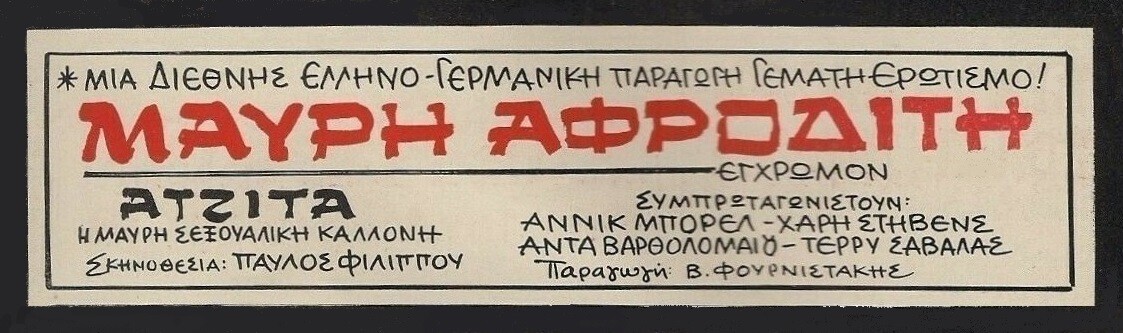 *ΜΙΑ ΔΙΕΘΝΗΣ ΕΛΛΗΝΟ-ΓΕΡΜΑΝΙΚΗ ΠΑΡΑΓΩΓΗ ΓΕΜΑΤΗ ΕΡΩΤΙΣΜΟ!
ΜΑΥΡΗ ΑΦΡΟΔΙΤΗ
ΕΓΧΡΩΜΟΝ
ΑΤΖΙΤΑ
Η ΜΑΥΡΗ ΣΕΞΟΥΑΛΙΚΗ ΚΑΛΛΟΝΗ
ΣΚΗΝΟΘΕΣΙΑ: ΠΑΥΛΟΣ ΦΙΛΙΠΠΟΥ
ΣΥΜΠΡΩΤΑΓΩΝΙΣΤΟΥΝ:
ΑΝΝΙΚ ΜΠΟΡΕΛ-ΧΑΡΗ ΣΤΗΒΕΝΣ
ΑΝΤΑ ΒΑΡΘΟΛΟΜΑΙΟΥ-ΤΕΡΡΥ ΣΑΒΑΛΑΣ
Παραγωγή: Β. ΦΟΥΡΝΙΣΤΑΚΗΣ